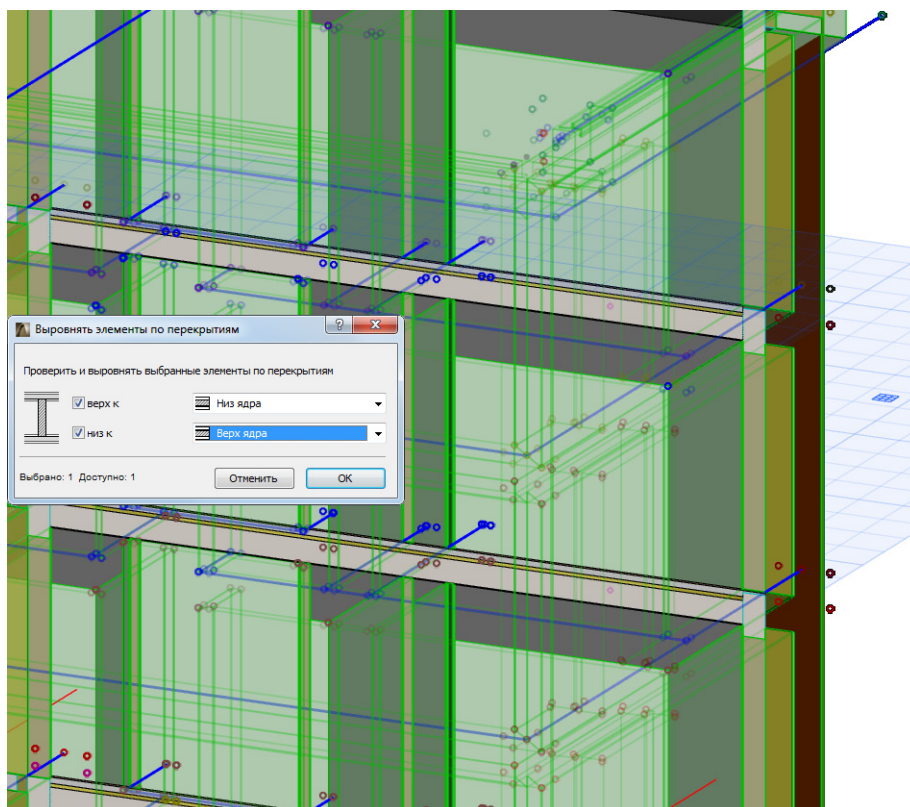 Выровнять элементы по перекрытиям
?
X
Проверить и выровнять выбранные элементы по перекрытиям
верх к
Низ ядра
низ к
Верх ядра
Выбрано: 1 Доступно: 1
Отменить
OK